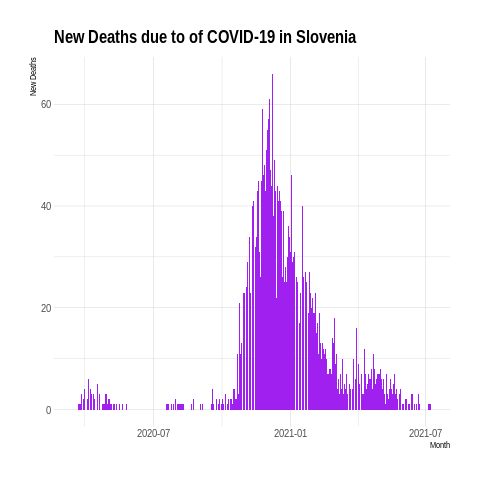 New Deaths due to of COVID-19 in Slovenia
New Deaths
60
40
20
0
2020-07
2021-01
2021-07
Month